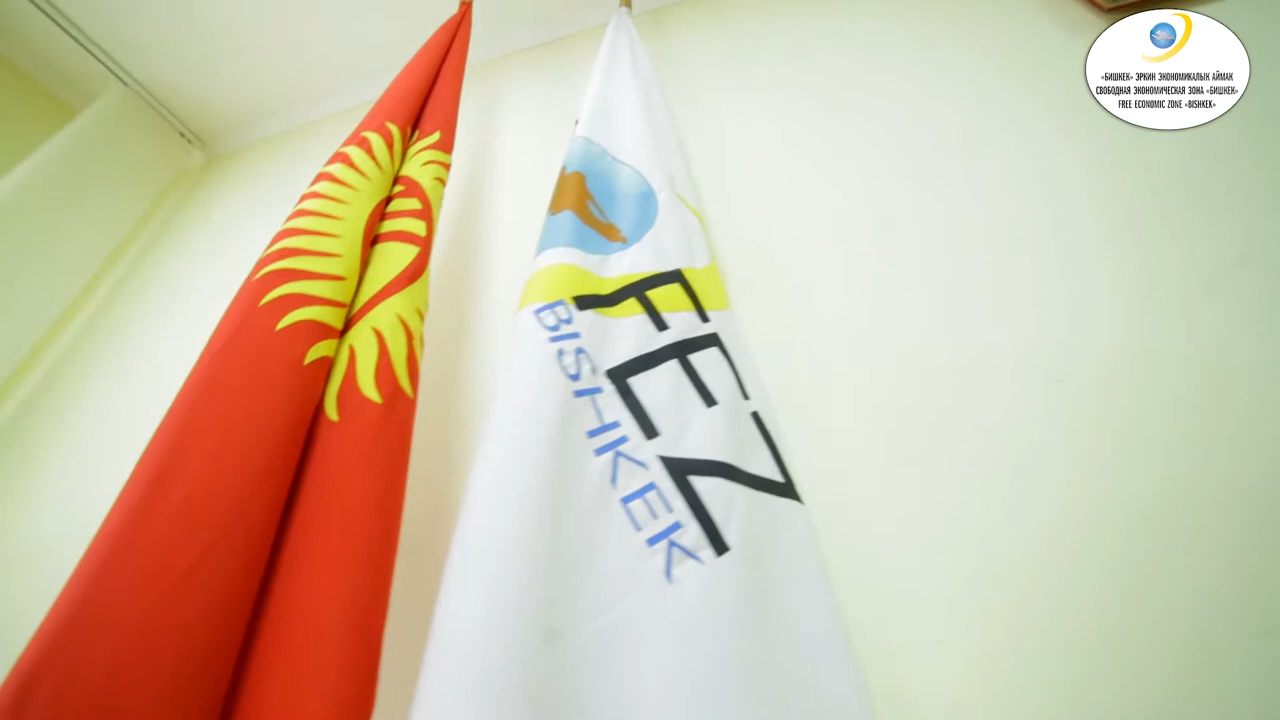 «БИШКЕК» ЭРКИН ЭКОНОМИКАЛЫК АЙМАК
СВОБОДНАЯ ЭКОНОМИЧЕСКАЯ ЗОНА «БИШКЕК»
FREE ECONOMIC ZONE «BISHKEK»
FEZ
BISHKEK